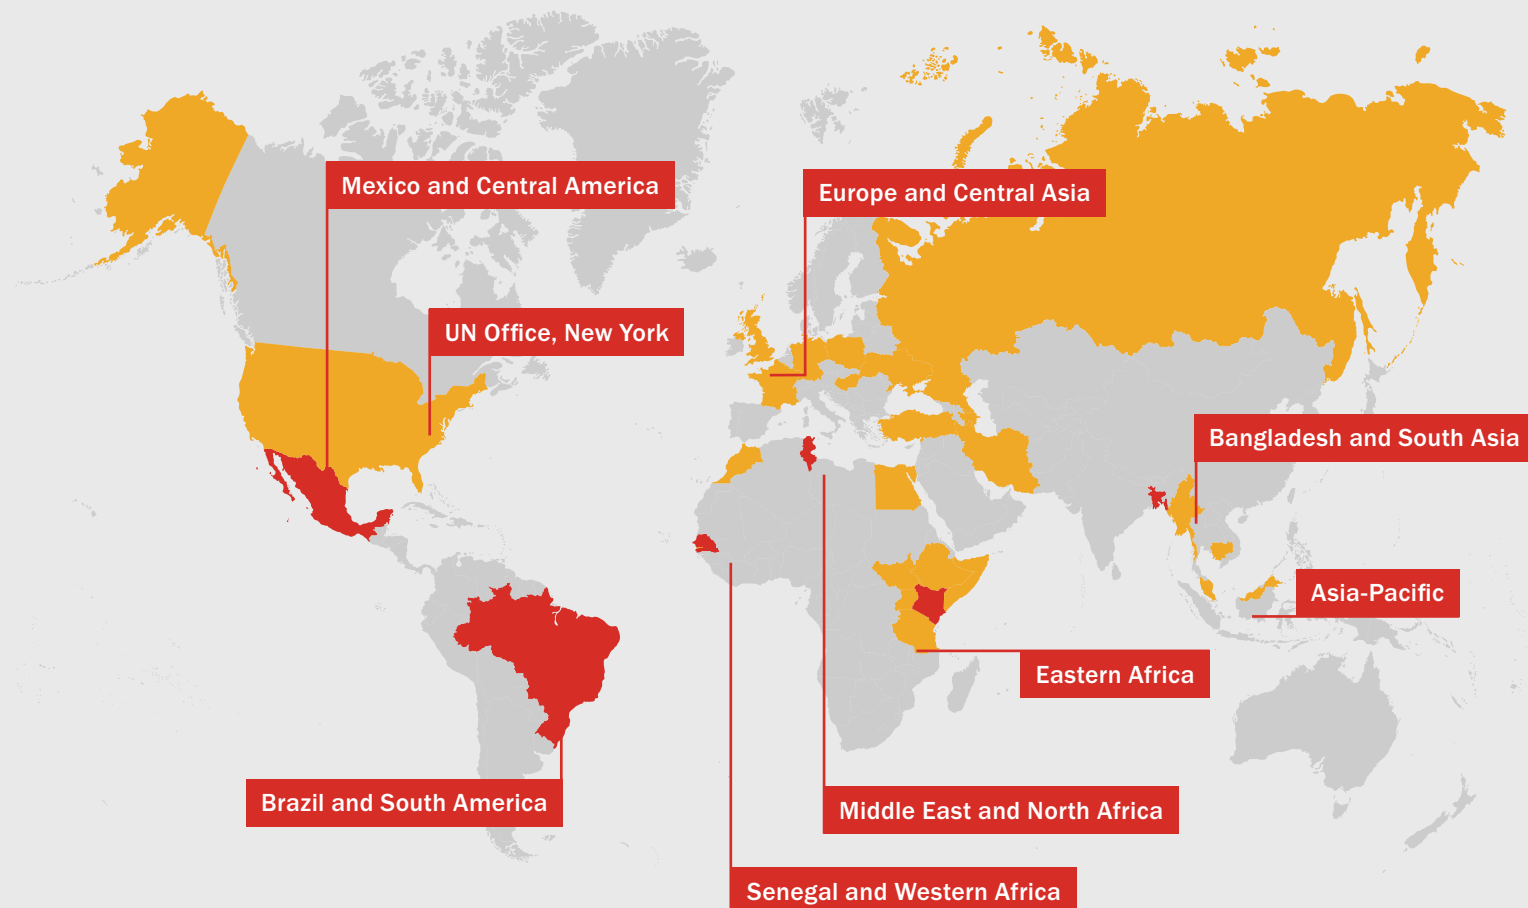 Mexico and Central America
Europe and Central Asia
UN Office, New York
Bangladesh and South Asia
Asia-Pacific
Eastern Africa
Brazil and South America
Middle East and North Africa
Senegal and Western Africa